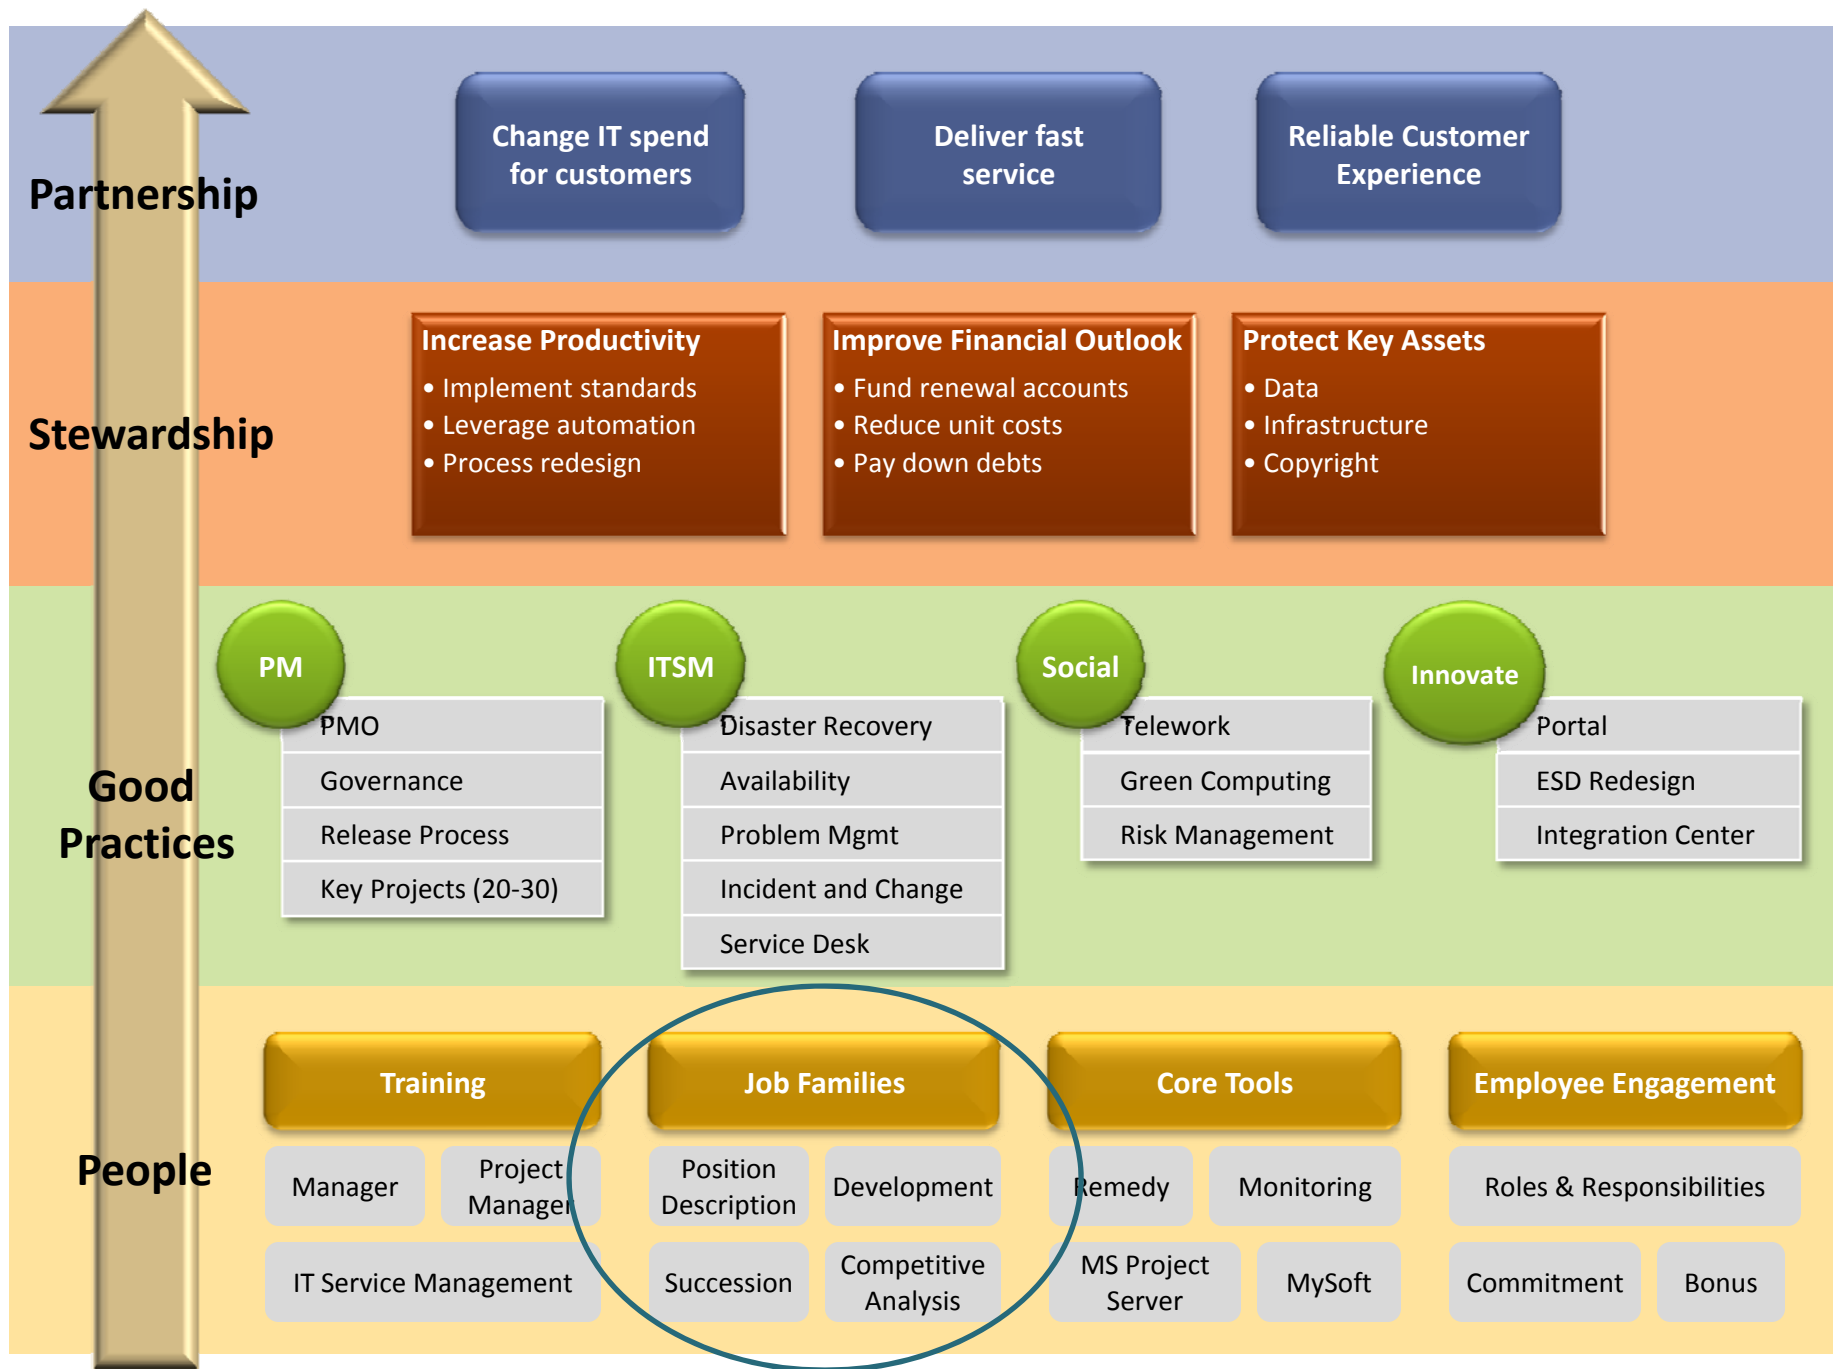 Partnership
Change IT spend
for customers
Deliver fast
service
Reliable Customer
Experience
Stewardship
Increase Productivity
• Implement standards
• Leverage automation
• Process redesign
Improve Financial Outlook
• Fund renewal accounts
• Reduce unit costs
• Pay down debts
Protect Key Assets
• Data
• Infrastructure
• Copyright
Good
Practices
PM
PMO
Governance
Release Process
Key Projects (20-30)
ITSM
Disaster Recovery
Availability
Problem Mgmt
Incident and Change
Service Desk
Social
Telework
Green Computing
Risk Management
Innovate
Portal
ESD Redesign
Integration Center
People
Training
Manager
Project
Manager
IT Service Management
Job Families
Position
Description
Development
Succession
Competitive
Analysis
Core Tools
Remedy
Monitoring
MS Project
Server
MySoft
Employee Engagement
Roles & Responsibilities
Commitment
Bonus